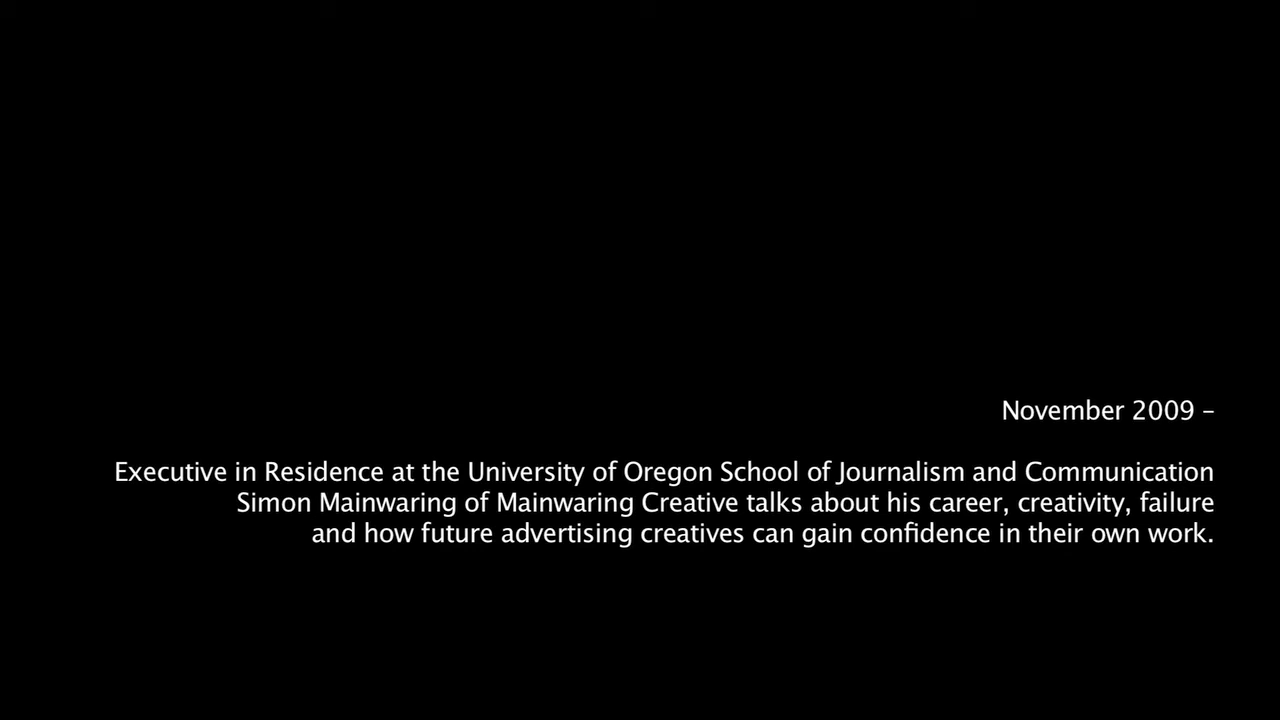 November 2009 –
Executive in Residence at the University of Oregon School of Journalism and Communication
Simon Mainwaring of Mainwaring Creative talks about his career, creativity, failure
and how future advertising creatives can gain confidence in their own work.